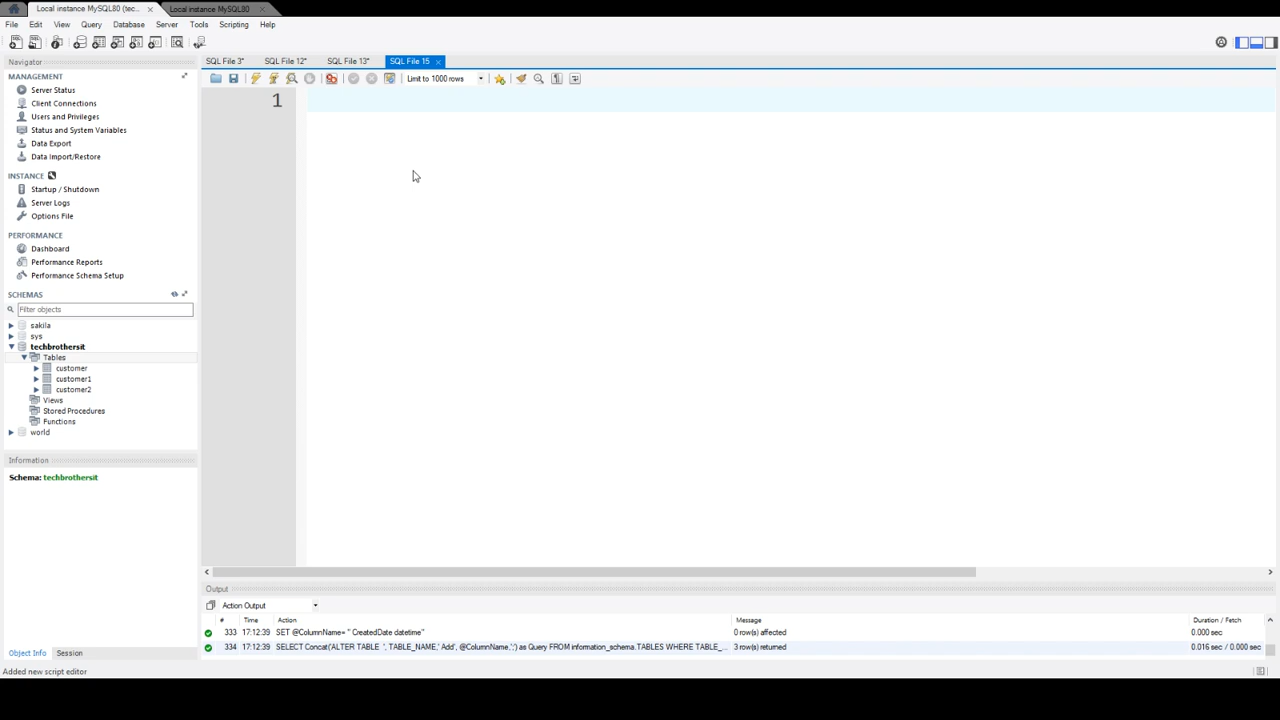 Local instance MySQL80 (tec... ×
Local instance MySQL80 ×
File Edit View Query Database Server Tools Scripting Help
Navigator
SQL File 3* SQL File 12* SQL File 13* SQL File 15 ×
MANAGEMENT
Limit to 1000 rows
Server Status
1
Client Connections
Users and Privileges
Status and System Variables
Data Export
Data Import/Restore
INSTANCE
Startup / Shutdown
Server Logs
Options File
PERFORMANCE
Dashboard
Performance Reports
Performance Schema Setup
SCHEMAS
Filter objects
sakila
sys
techbrothersit
Tables
customer
customer1
customer2
Views
Stored Procedures
Functions
world
Information
Schema: techbrothersit
Output
Action Output
# Time Action Message Duration / Fetch
333 17:12:39 SET @ColumnName= " CreatedDate datetime" 0 row(s) affected 0.000 sec
334 17:12:39 SELECT Concat('ALTER TABLE ', TABLE_NAME,' Add', @ColumnName,';') as Query FROM information_schema.TABLES WHERE TABLE_... 3 row(s) returned 0.016 sec / 0.000 sec
Object Info Session
Added new script editor